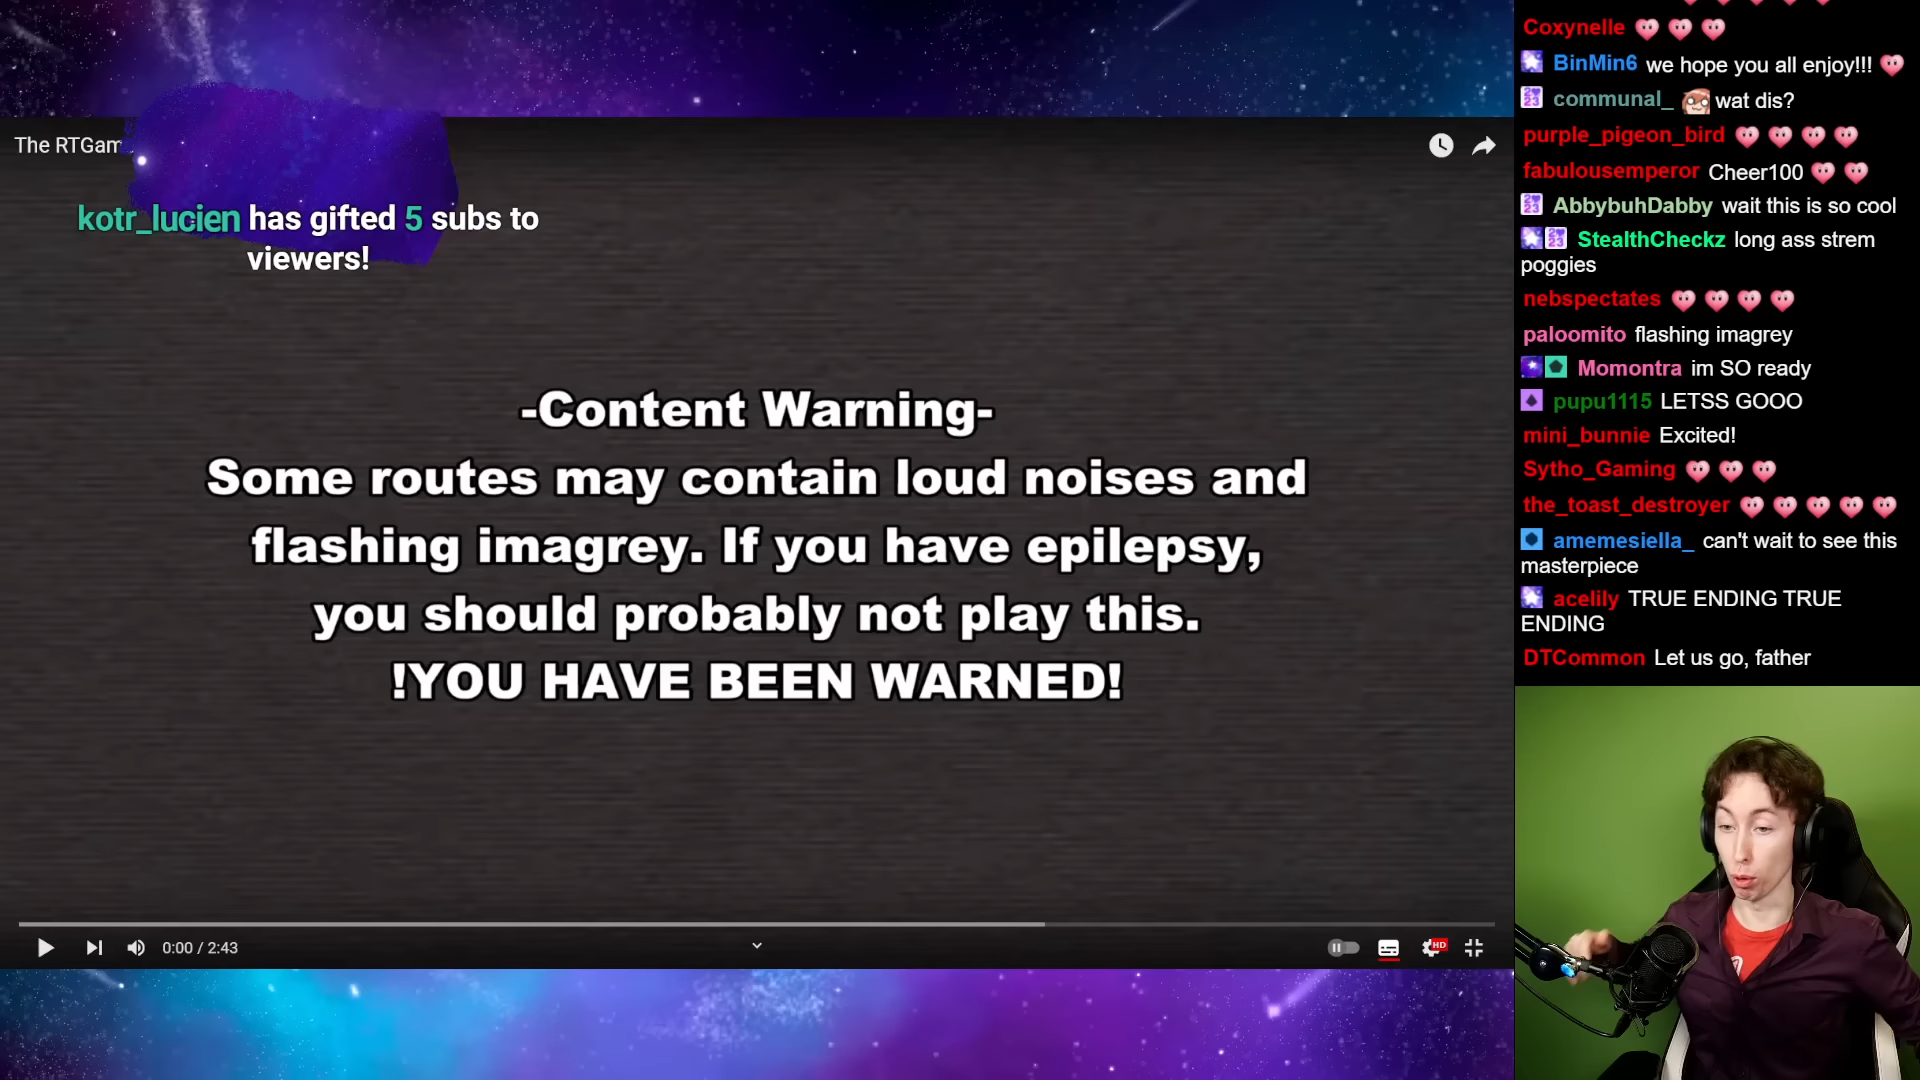 The RTGam
kotr_lucien has gifted 5 subs to
viewers!
-Content Warning-
Some routes may contain loud noises and
flashing imagrey. If you have epilepsy,
you should probably not play this.
!YOU HAVE BEEN WARNED!
0:00 / 2:43
HD
Coxynelle
BinMin6 we hope you all enjoy!!!
communal_ wat dis?
purple_pigeon_bird
fabulousemperor Cheer100
AbbybuhDabby wait this is so cool
StealthCheckz long ass strem
poggies
nebspectates
paloomito flashing imagrey
Momontra im SO ready
pupu1115 LETSS GOOO
mini_bunnie Excited!
Sytho_Gaming
the_toast_destroyer
amemesiella_ can't wait to see this
masterpiece
acelily TRUE ENDING TRUE
ENDING
DTCommon Let us go, father